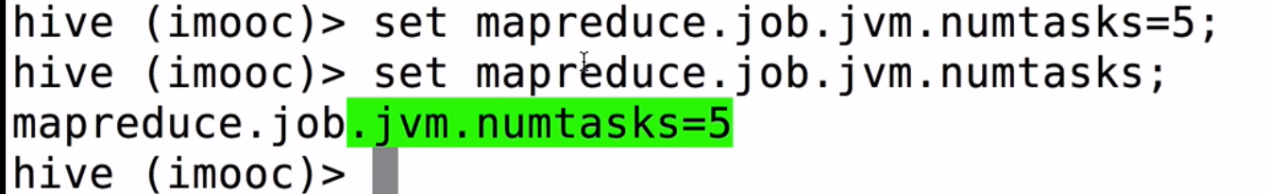 hive (imooc)> set mapreduce.job.jvm.numtasks=5;
hive (imooc)> set mapreduce.job.jvm.numtasks;
mapreduce.job.jvm.numtasks=5
hive (imooc)>